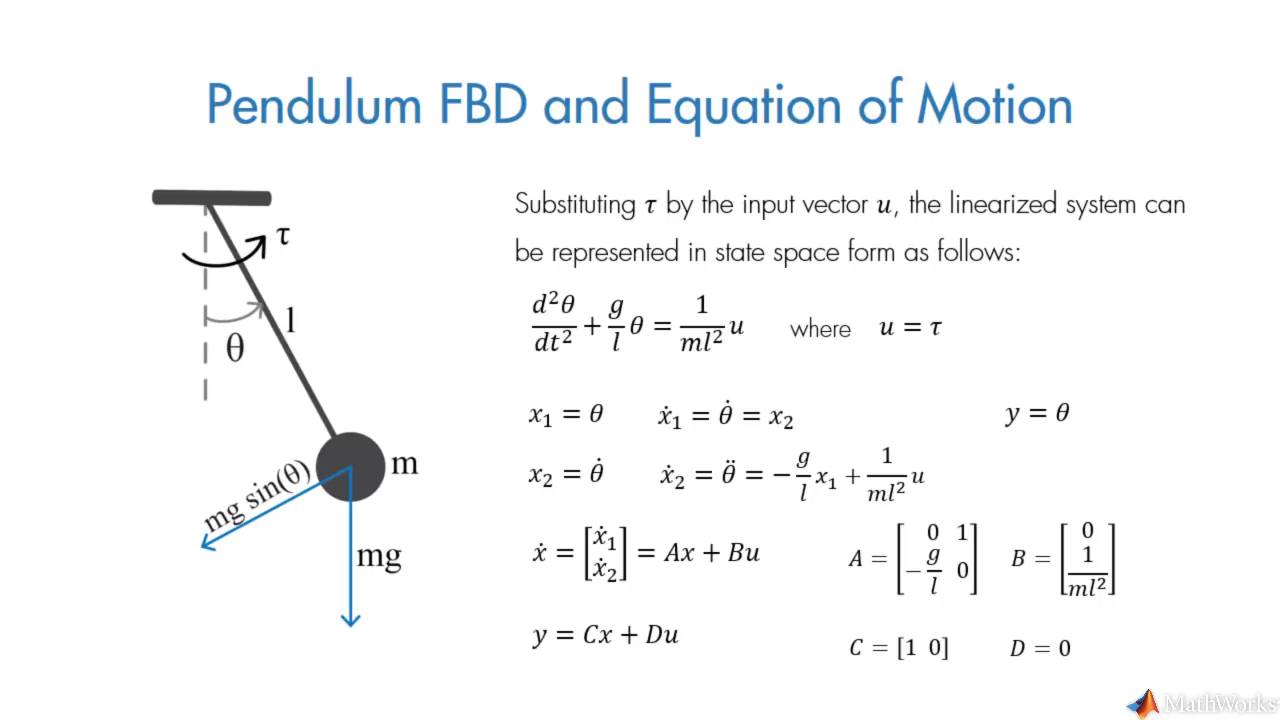 Pendulum FBD and Equation of Motion
Substituting τ by the input vector u, the linearized system can
be represented in state space form as follows:
d²θ/dt² + g/l θ = 1/ml² u where u = τ
x₁ = θ ẋ₁ = θ̇ = x₂ y = θ
x₂ = θ̇ ẋ₂ = θ̈ = −g/l x₁ + 1/ml² u
ẋ = [ẋ₁ ẋ₂] = Ax + Bu A = [0 1 −g/l 0] B = [0 1/ml²]
y = Cx + Du C = [1 0] D = 0
τ
l
θ
m
mg sin(θ)
mg
MathWorks